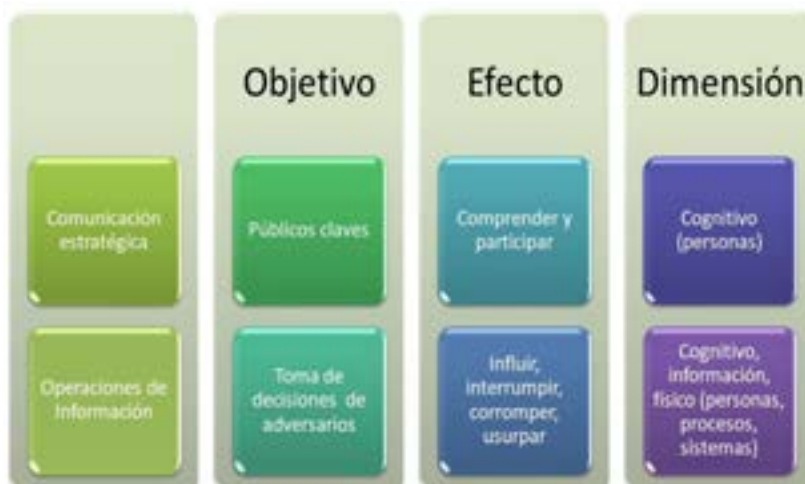 Objetivo
Efecto
Dimensión
Comunicación
estratégica
Públicos claves
Comprender y
participar
Cognitivo
(personas)
Operaciones de
Información
Toma de
decisiones de
adversarios
Influir,
interrumpir,
corromper,
usurpar
Cognitivo,
información,
físico (personas,
procesos,
sistemas)